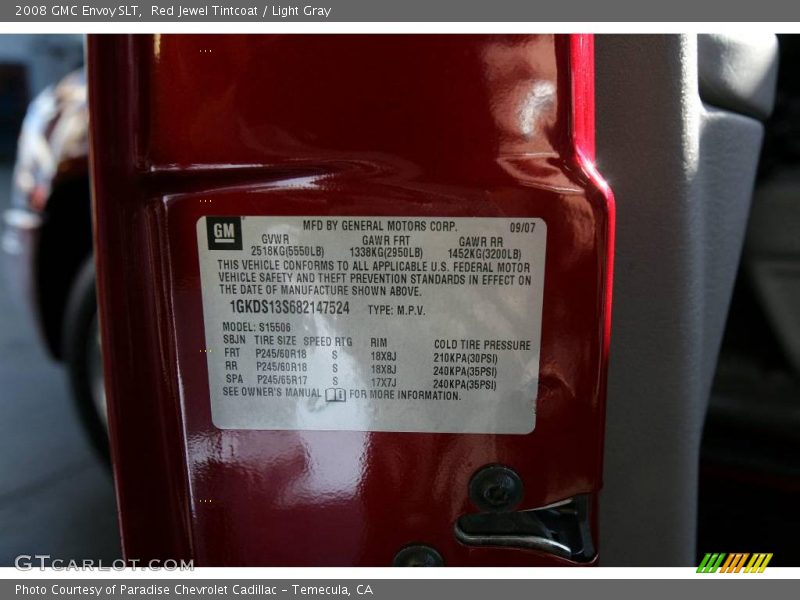 2008 GMC Envoy SLT, Red Jewel Tintcoat / Light Gray
GM
MFD BY GENERAL MOTORS CORP. 09/07
GVWR GAWR FRT GAWR RR
2518KG(5550LB) 1338KG(2950LB) 1452KG(3200LB)
THIS VEHICLE CONFORMS TO ALL APPLICABLE U.S. FEDERAL MOTOR
VEHICLE SAFETY AND THEFT PREVENTION STANDARDS IN EFFECT ON
THE DATE OF MANUFACTURE SHOWN ABOVE.
1GKDS13S682147524 TYPE: M.P.V.
MODEL: S15506
SBJN TIRE SIZE SPEED RTG RIM COLD TIRE PRESSURE
FRT P245/60R18 S 18X8J 210KPA(30PSI)
RR P245/60R18 S 18X8J 240KPA(35PSI)
SPA P245/65R17 S 17X7J 240KPA(35PSI)
SEE OWNER'S MANUAL FOR MORE INFORMATION.
GTCARLOT.COM
Photo Courtesy of Paradise Chevrolet Cadillac - Temecula, CA